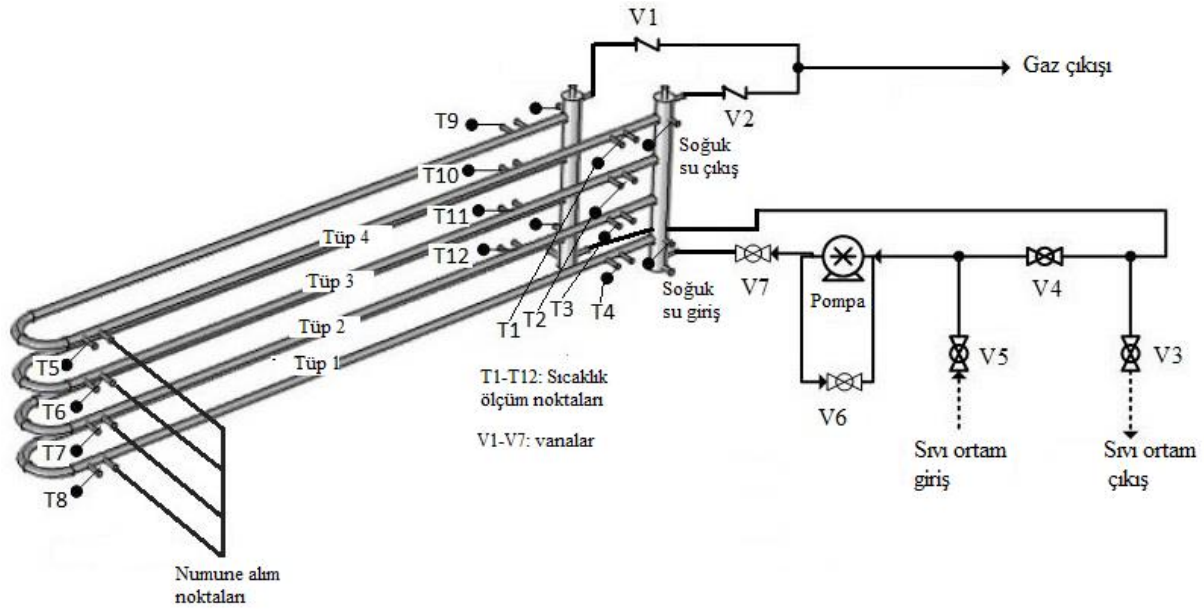 V1
Gaz çıkışı
V2
T9
Soğuk
su çıkış
T10
T11
Tüp 4
T12
Tüp 3
V7
Pompa
V4
Soğuk
su giriş
T1
T2
T3
T4
Tüp 2
Tüp 1
T5
V5
V3
T1-T12: Sıcaklık
ölçüm noktaları
V6
T6
V1-V7: vanalar
T7
Sıvı ortam
giriş
Sıvı ortam
çıkış
T8
Numune alım
noktaları